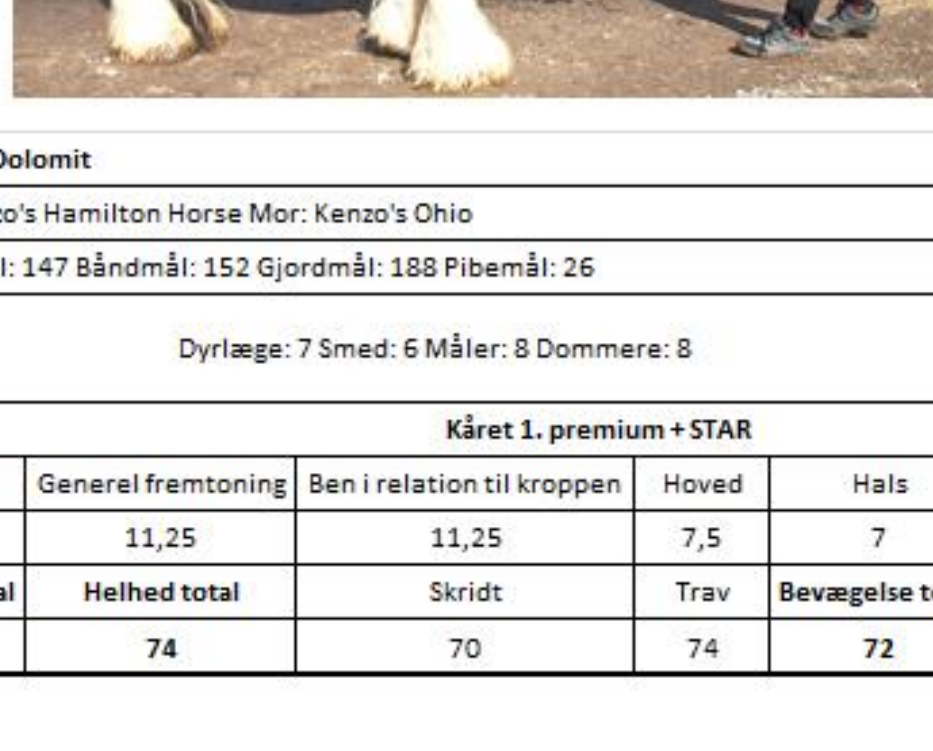 Dolomit
zo's Hamilton Horse Mor: Kenzo's Ohio
l: 147 Båndmål: 152 Gjordmål: 188 Pibemål: 26
Dyrlæge: 7 Smed: 6 Måler: 8 Dommere: 8
Kåret 1. premium + STAR
Generel fremtoning Ben i relation til kroppen Hoved Hals
11,25 11,25 7,5 7
al Helhed total Skridt Trav Bevægelse t
74 70 74 72